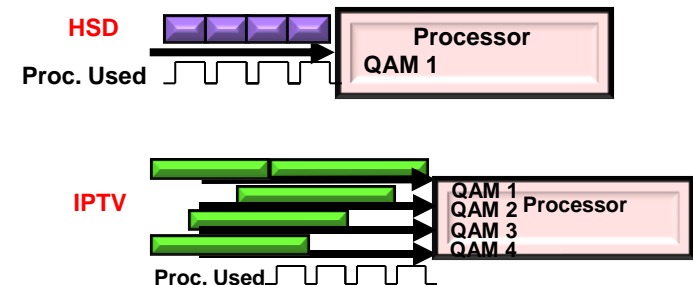 HSD
Processor
QAM 1
Proc. Used
IPTV
QAM 1
QAM 2 Processor
QAM 3
QAM 4
Proc. Used